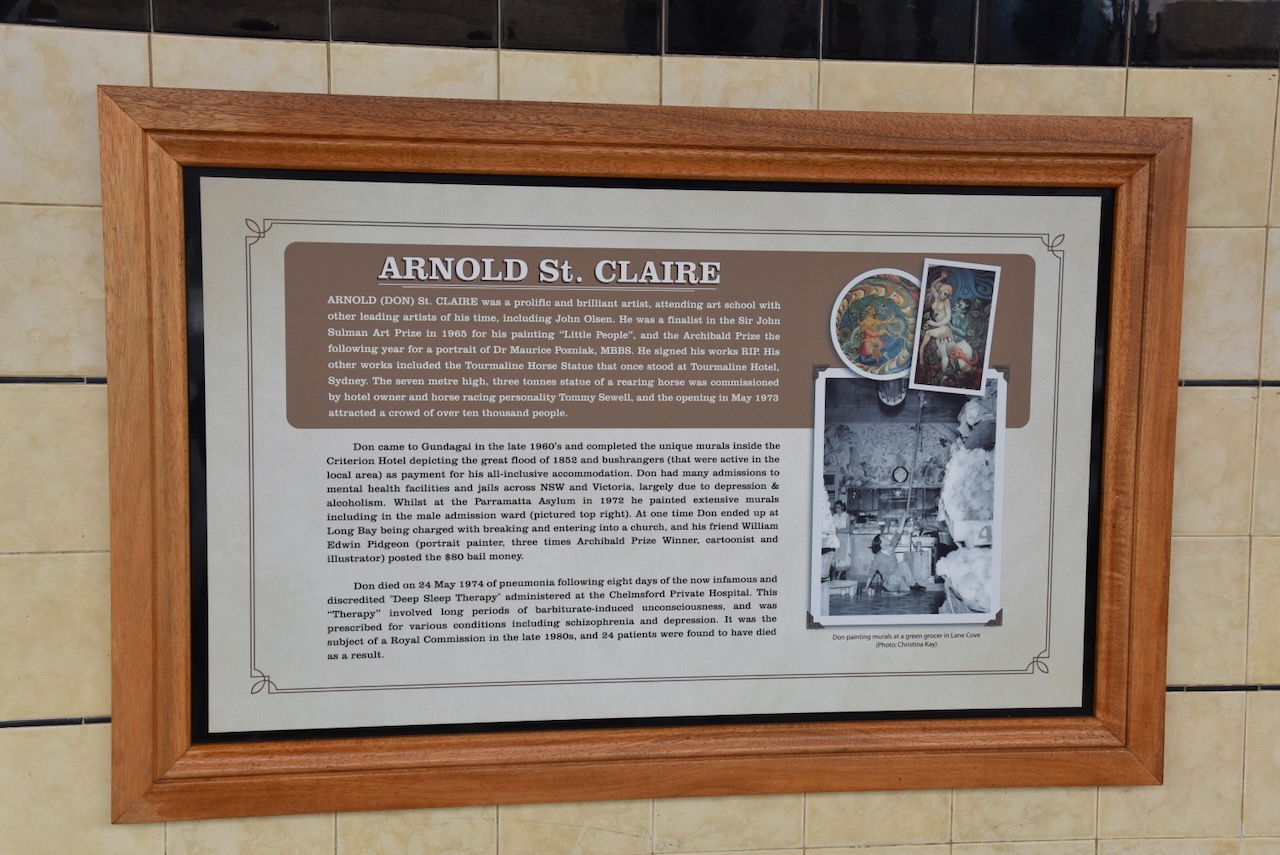 ARNOLD St. CLAIRE
ARNOLD (DON) St. CLAIRE was a prolific and brilliant artist, attending art school with
other leading artists of his time, including John Olsen. He was a finalist in the Sir John
Sulman Art Prize in 1965 for his painting “Little People”, and the Archibald Prize the
following year for a portrait of Dr Maurice Pozniak, MBBS. He signed his works RIP. His
other works included the Tourmaline Horse Statue that once stood at Tourmaline Hotel,
Sydney. The seven metre high, three tonnes statue of a rearing horse was commissioned
by hotel owner and horse racing personality Tommy Sewell, and the opening in May 1973
attracted a crowd of over ten thousand people.
Don came to Gundagai in the late 1960's and completed the unique murals inside the
Criterion Hotel depicting the great flood of 1852 and bushrangers (that were active in the
local area) as payment for his all-inclusive accommodation. Don had many admissions to
mental health facilities and jails across NSW and Victoria, largely due to depression &
alcoholism. Whilst at the Parramatta Asylum in 1972 he painted extensive murals
including in the male admission ward (pictured top right). At one time Don ended up at
Long Bay being charged with breaking and entering into a church, and his friend William
Edwin Pidgeon (portrait painter, three times Archibald Prize Winner, cartoonist and
illustrator) posted the $80 bail money.
Don died on 24 May 1974 of pneumonia following eight days of the now infamous and
discredited "Deep Sleep Therapy" administered at the Chelmsford Private Hospital. This
“Therapy” involved long periods of barbiturate-induced unconsciousness, and was
prescribed for various conditions including schizophrenia and depression. It was the
subject of a Royal Commission in the late 1980s, and 24 patients were found to have died
as a result.
Don painting murals at a green grocer in Lane Cove
(Photo: Christina Kay)